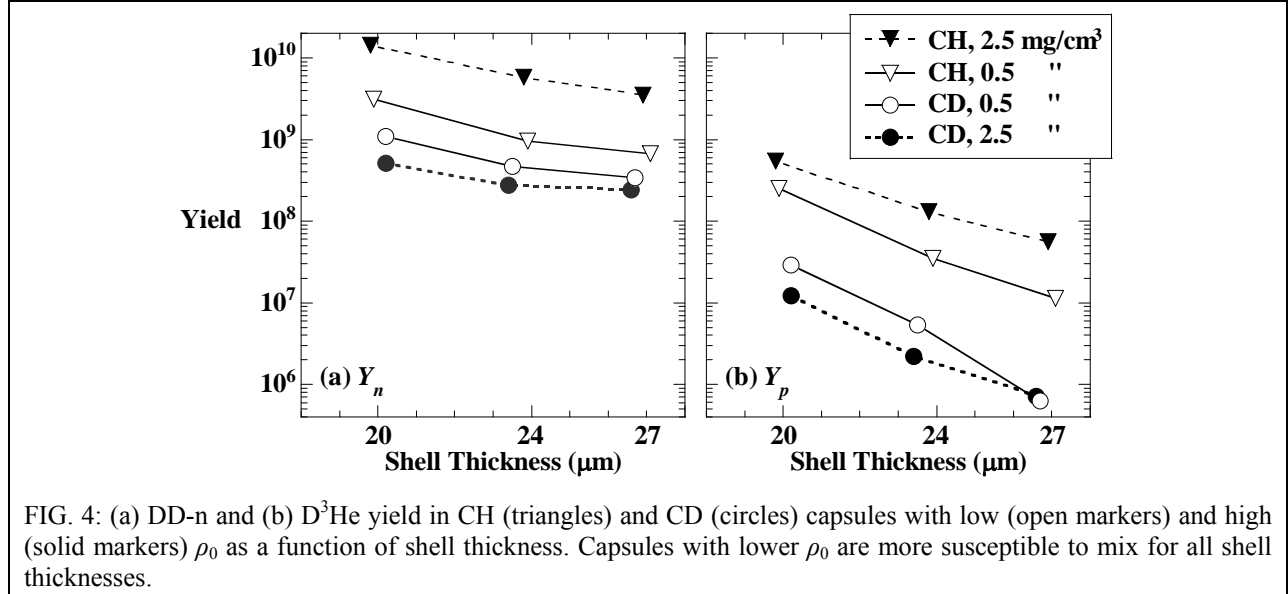 CH, 2.5 mg/cm³
CH, 0.5 "
CD, 0.5 "
CD, 2.5 "
Yield
10¹⁰
10⁹
10⁸
10⁷
10⁶
(a) Yₙ
(b) Yₚ
20 24 27
20 24 27
Shell Thickness (μm)
Shell Thickness (μm)
FIG. 4: (a) DD-n and (b) D³He yield in CH (triangles) and CD (circles) capsules with low (open markers) and high
(solid markers) ρ₀ as a function of shell thickness. Capsules with lower ρ₀ are more susceptible to mix for all shell
thicknesses.